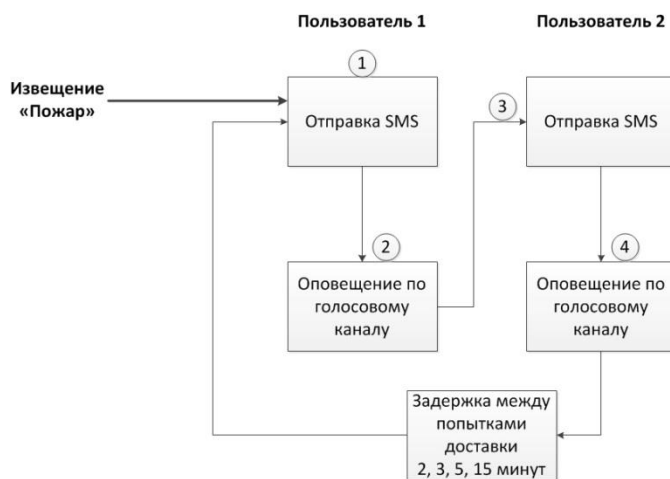 Пользователь 1
Пользователь 2
Извещение
«Пожар»
1
Отправка SMS
3
Отправка SMS
2
Оповещение по
голосовому
каналу
4
Оповещение по
голосовому
каналу
Задержка между
попытками
доставки
2, 3, 5, 15 минут